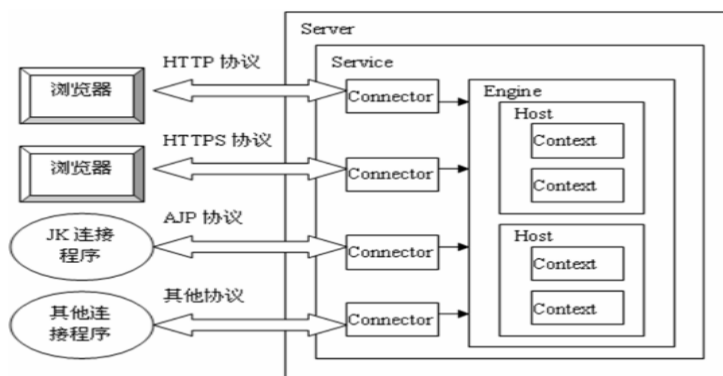 Server
HTTP 协议
Service
浏览器
Connector
Engine
Host
Context
HTTPS 协议
浏览器
Connector
Context
AJP 协议
JK 连接
程序
Connector
Host
Context
其他协议
其他连
接程序
Connector
Context